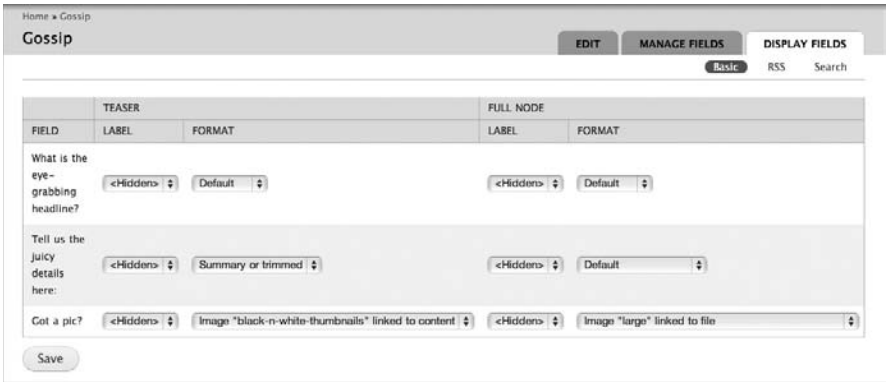 Home » Gossip
Gossip
EDIT MANAGE FIELDS DISPLAY FIELDS
Basic RSS Search
TEASER FULL NODE
FIELD LABEL FORMAT LABEL FORMAT
What is the
eye-
grabbing
headline?
<Hidden> Default <Hidden> Default
Tell us the
juicy
details
here:
<Hidden> Summary or trimmed <Hidden> Default
Got a pic? <Hidden> Image "black-n-white-thumbnails" linked to content <Hidden> Image "large" linked to file
Save